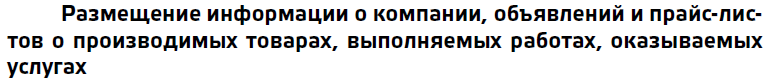 Размещение информации о компании, объявлений и прайс-лис-
тов о производимых товарах, выполняемых работах, оказываемых
услугах